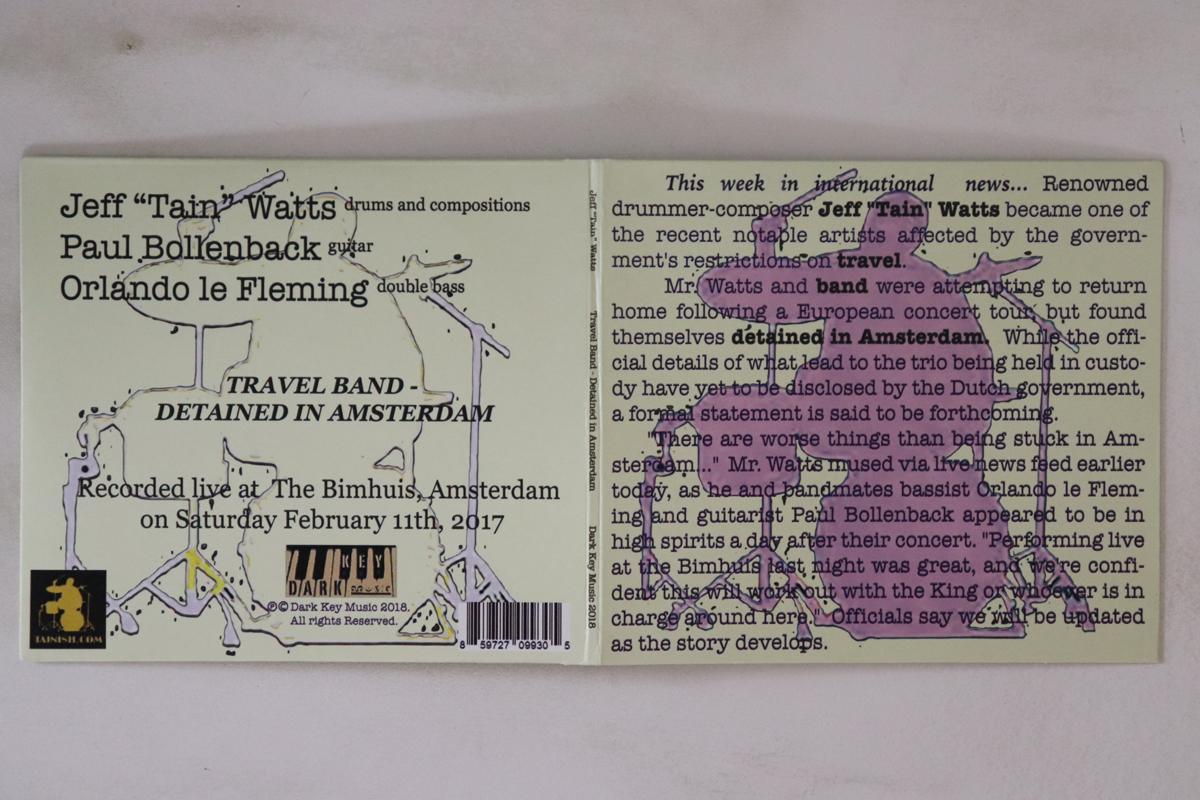 Jeff “Tain” Watts drums and compositions
Paul Bollenback guitar
Orlando le Fleming double bass
TRAVEL BAND -
DETAINED IN AMSTERDAM
Recorded live at The Bimhuis, Amsterdam
on Saturday February 11th, 2017
DARK KEY MUSIC
℗© Dark Key Music 2018.
All rights Reserved.
TAINISH.COM
8 59727 09930 5
Jeff "Tain" Watts Travel Band - Detained in Amsterdam Dark Key Music 2018
This week in international news... Renowned
drummer-composer Jeff "Tain" Watts became one of
the recent notable artists affected by the govern-
ment's restrictions on travel.
Mr. Watts and band were attempting to return
home following a European concert tour, but found
themselves detained in Amsterdam. While the offi-
cial details of what lead to the trio being held in custo-
dy have yet to be disclosed by the Dutch government,
a formal statement is said to be forthcoming.
"There are worse things than being stuck in Am-
sterdam..." Mr. Watts mused via live news feed earlier
today, as he and bandmates bassist Orlando le Flem-
ing and guitarist Paul Bollenback appeared to be in
high spirits a day after their concert. "Performing live
at the Bimhuis last night was great, and we're confi-
dent this will work out with the King or whoever is in
charge around here." Officials say we will be updated
as the story develops.